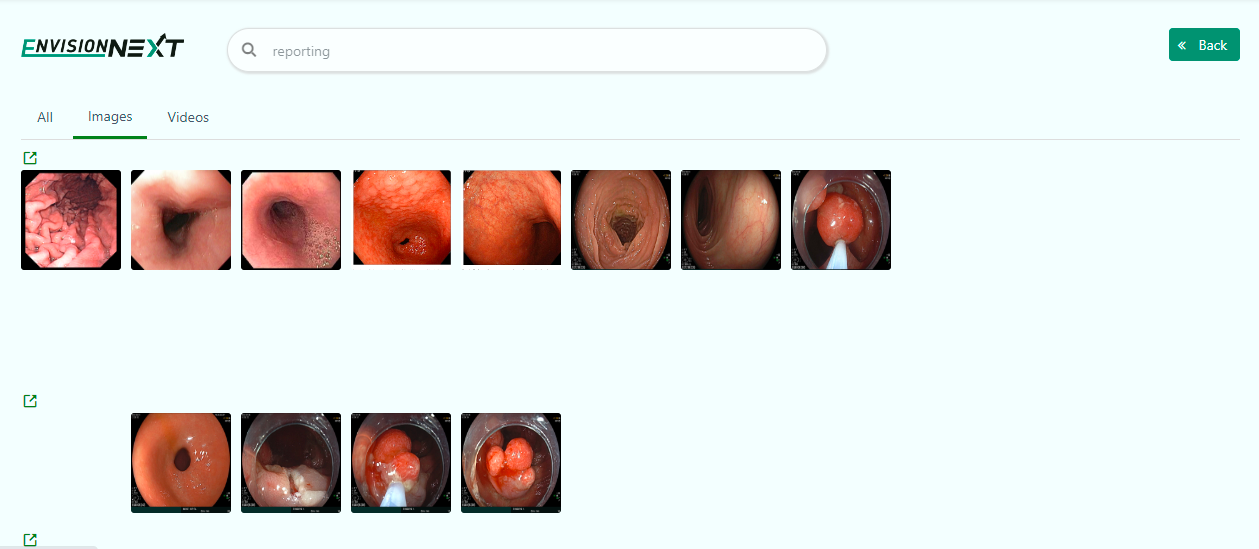 ENVISIONNEXT
reporting
Back
All
Images
Videos